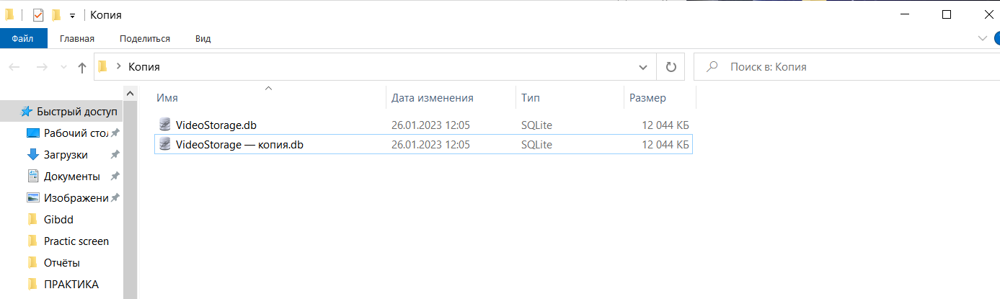 Копия
Файл Главная Поделиться Вид
Копия Поиск в: Копия
Имя Дата изменения Тип Размер
Быстрый доступ
VideoStorage.db 26.01.2023 12:05 SQLite 12 044 КБ
Рабочий стол
VideoStorage — копия.db 26.01.2023 12:05 SQLite 12 044 КБ
Загрузки
Документы
Изображени
Gibdd
Practic screen
Отчёты
ПРАКТИКА